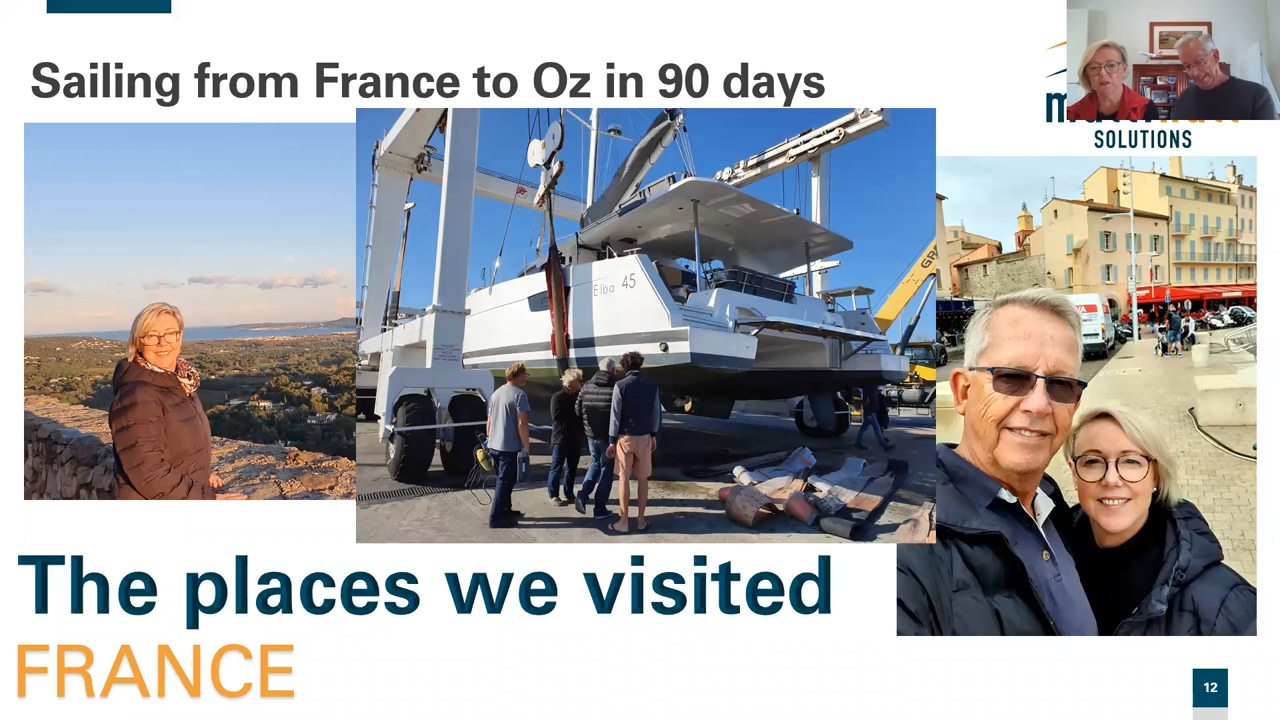 Sailing from France to Oz in 90 days
SOLUTIONS
Elba 45
The places we visited
FRANCE
12